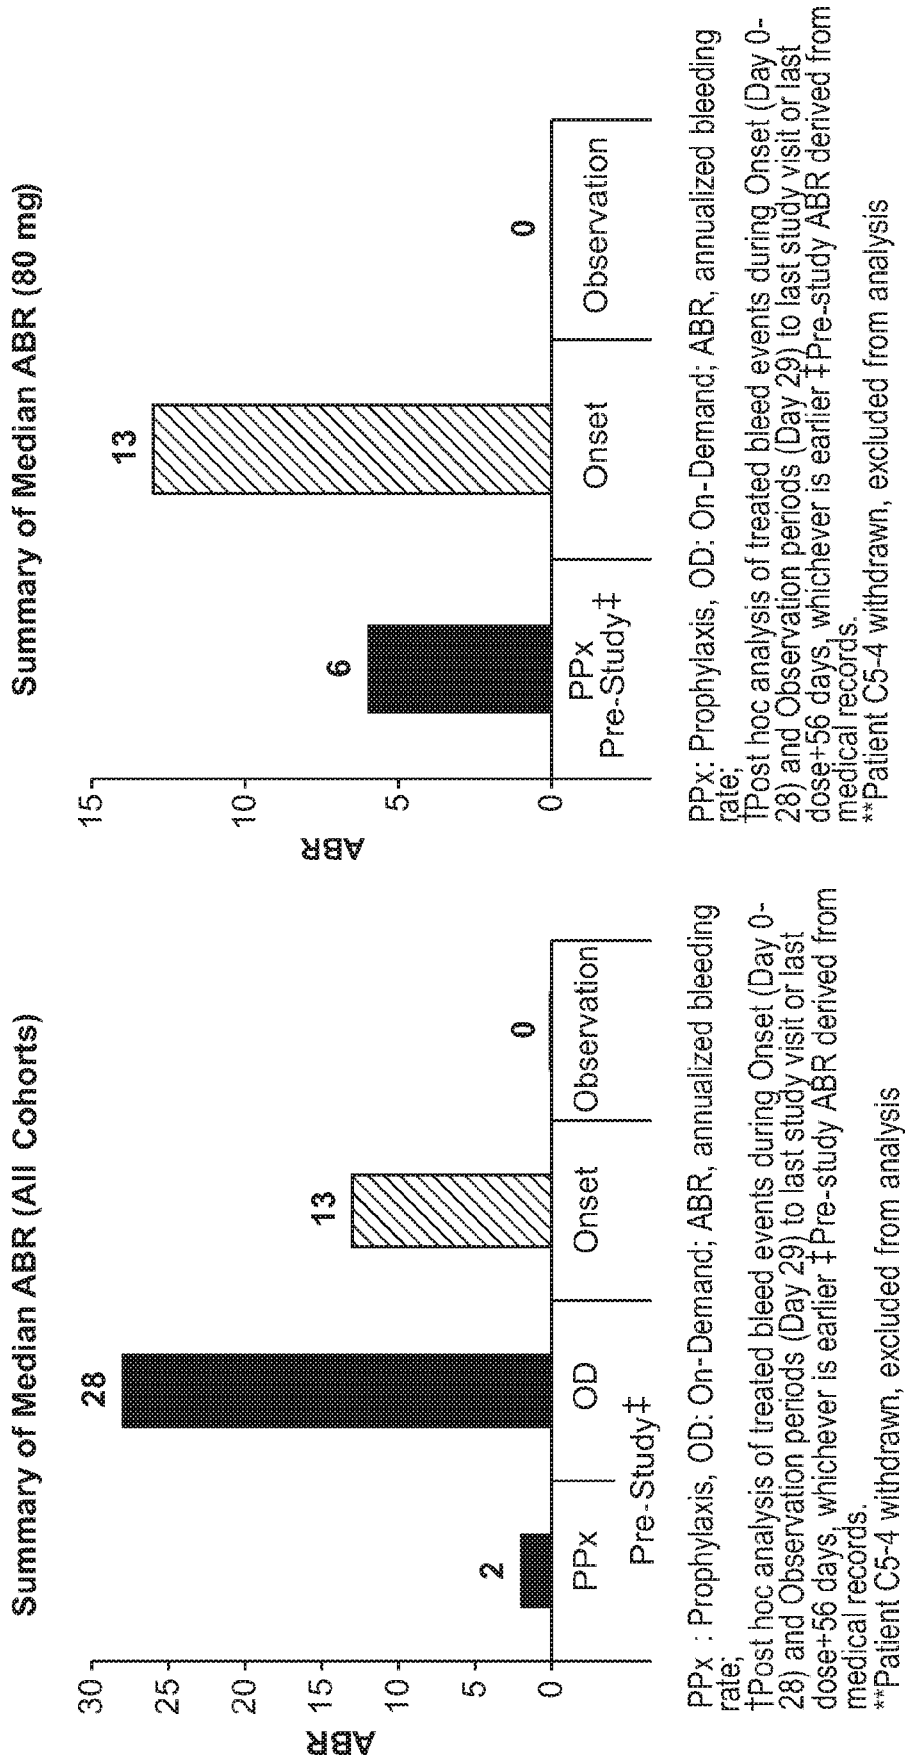 Summary of Median ABR (All Cohorts)
ABR
30
25
20
15
10
5
0
2
28
13
0
PPx
OD
Onset
Observation
Pre-Study‡
PPx : Prophylaxis, OD: On-Demand; ABR, annualized bleeding
rate;
†Post hoc analysis of treated bleed events during Onset (Day 0-
28) and Observation periods (Day 29) to last study visit or last
dose+56 days, whichever is earlier ‡Pre-study ABR derived from
medical records.
**Patient C5-4 withdrawn, excluded from analysis
Summary of Median ABR (80 mg)
ABR
15
10
5
0
6
13
0
PPx
Pre-Study‡
Onset
Observation
PPx: Prophylaxis, OD: On-Demand; ABR, annualized bleeding
rate;
†Post hoc analysis of treated bleed events during Onset (Day 0-
28) and Observation periods (Day 29) to last study visit or last
dose+56 days, whichever is earlier ‡Pre-study ABR derived from
medical records.
**Patient C5-4 withdrawn, excluded from analysis